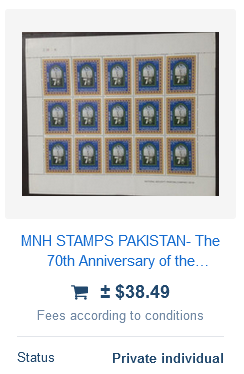 MNH STAMPS PAKISTAN- The
70th Anniversary of the…
± $38.49
Fees according to conditions
Status Private individual